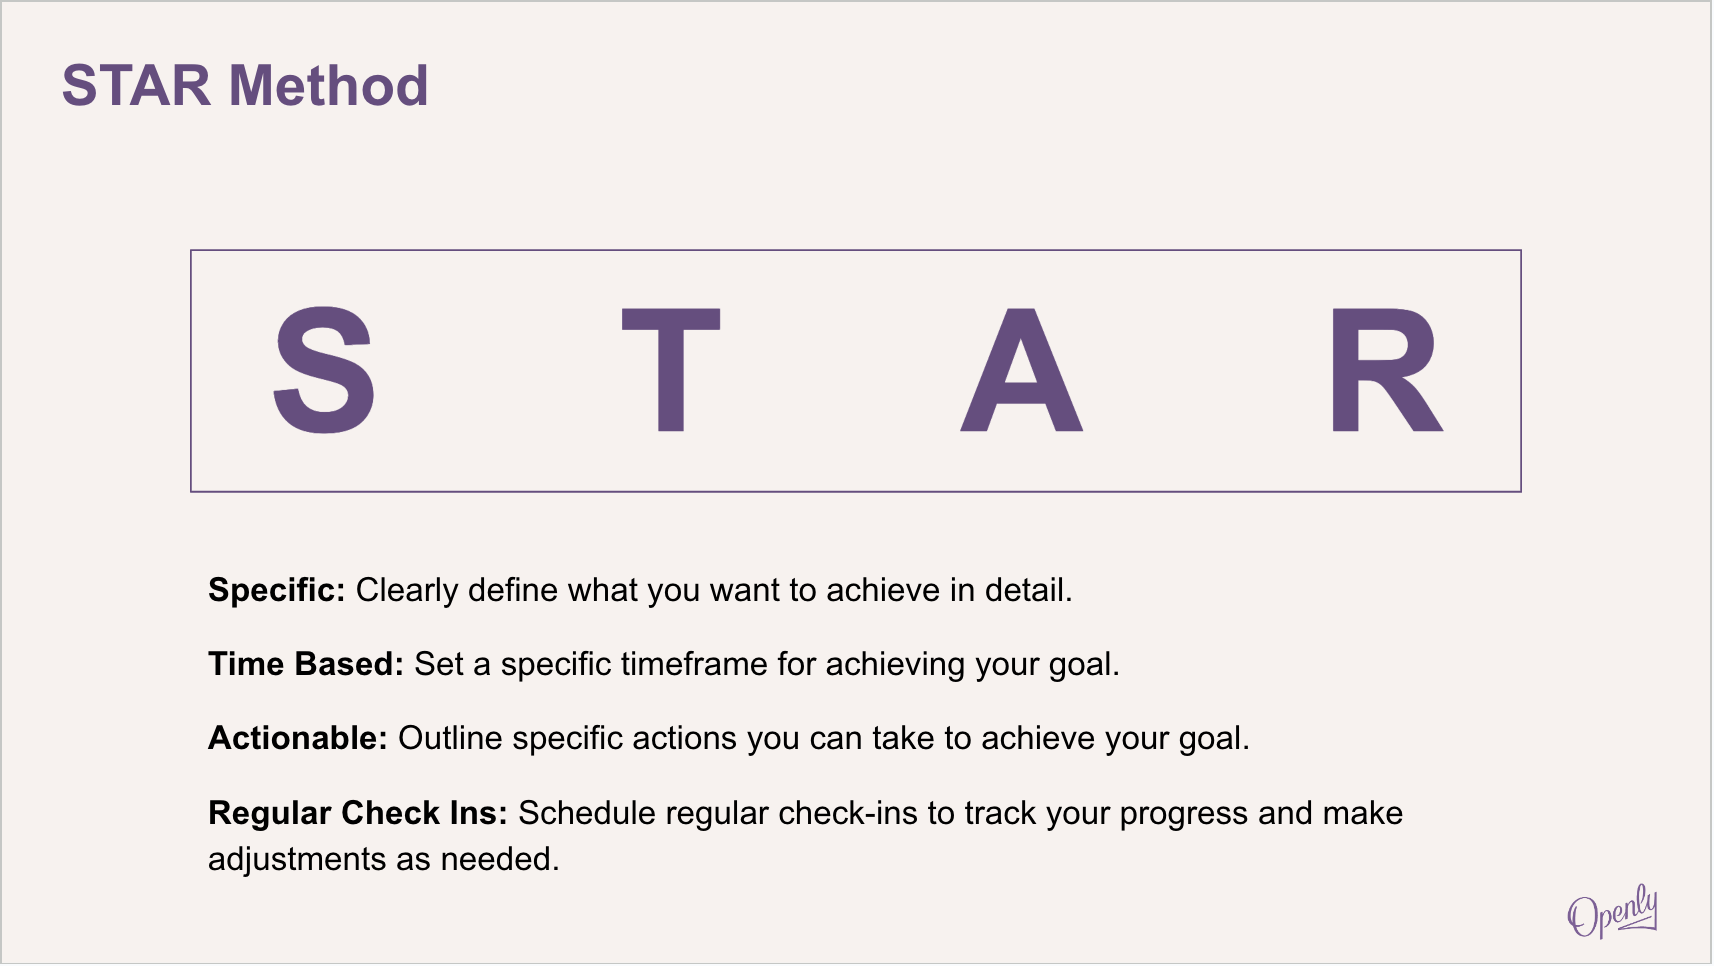 STAR Method
S T A R
Specific: Clearly define what you want to achieve in detail.
Time Based: Set a specific timeframe for achieving your goal.
Actionable: Outline specific actions you can take to achieve your goal.
Regular Check Ins: Schedule regular check-ins to track your progress and make
adjustments as needed.
Openly